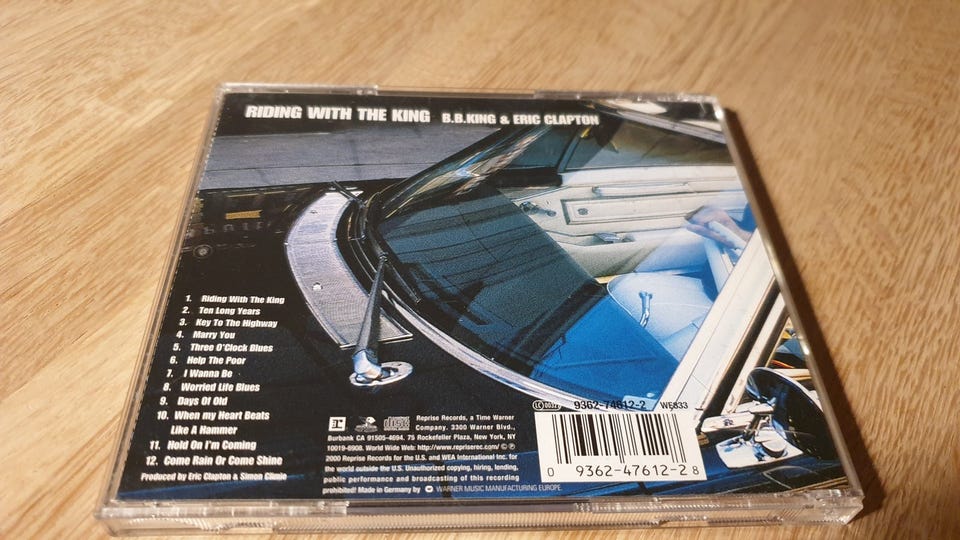 RIDING WITH THE KING B.B.KING & ERIC CLAPTON
1. Riding With The King
2. Ten Long Years
3. Key To The Highway
4. Marry You
5. Three O'Clock Blues
6. Help The Poor
7. I Wanna Be
8. Worried Life Blues
9. Days Of Old
10. When my Heart Beats
Like A Hammer
11. Hold On I'm Coming
12. Come Rain Or Come Shine
Produced by Eric Clapton & Simon Climie
Reprise Records, a Time Warner
Company. 3300 Warner Blvd.,
Burbank CA 91505-4694. 75 Rockefeller Plaza, New York, NY
10019-6908. World Wide Web: http://www.repriserec.com/ © ℗
2000 Reprise Records for the U.S. and WEA International Inc. for
the world outside the U.S. Unauthorized copying, hiring, lending,
public performance and broadcasting of this recording
prohibited! Made in Germany by WARNER MUSIC MANUFACTURING EUROPE.
9362-47612-2 WE833
0 9362-47612-2 8